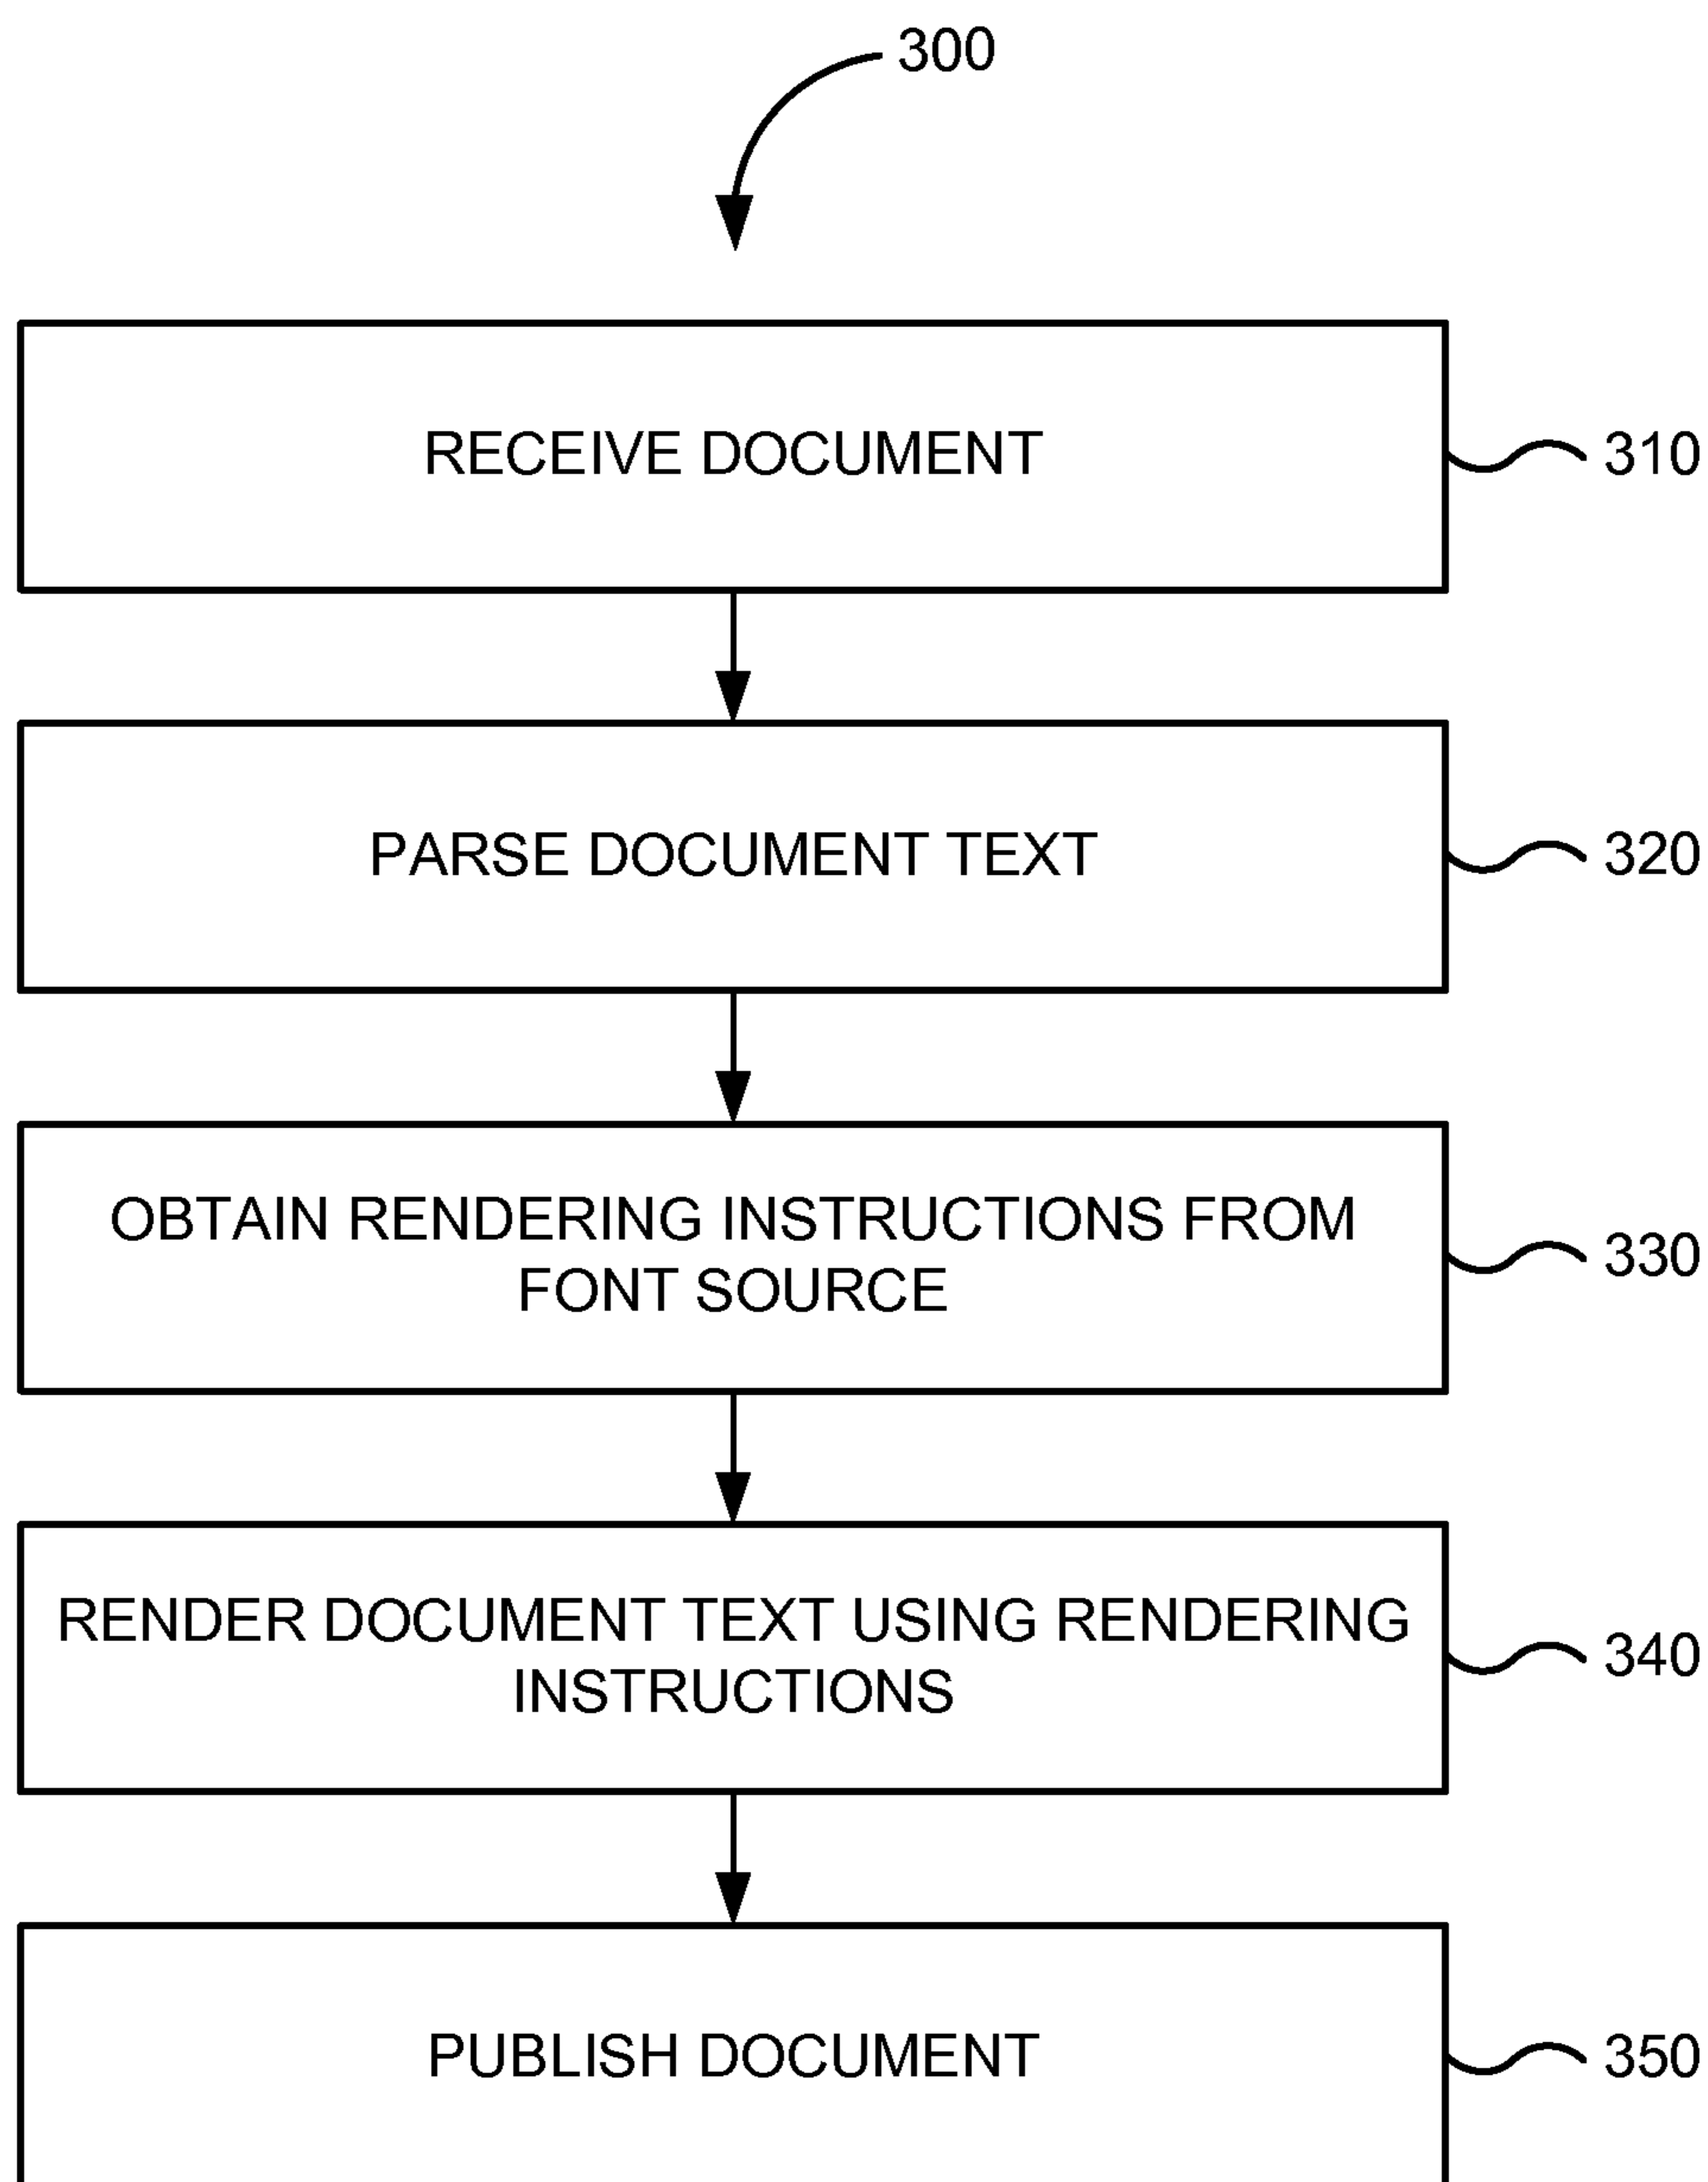 300
RECEIVE DOCUMENT
310
PARSE DOCUMENT TEXT
320
OBTAIN RENDERING INSTRUCTIONS FROM
FONT SOURCE
330
RENDER DOCUMENT TEXT USING RENDERING
INSTRUCTIONS
340
PUBLISH DOCUMENT
350